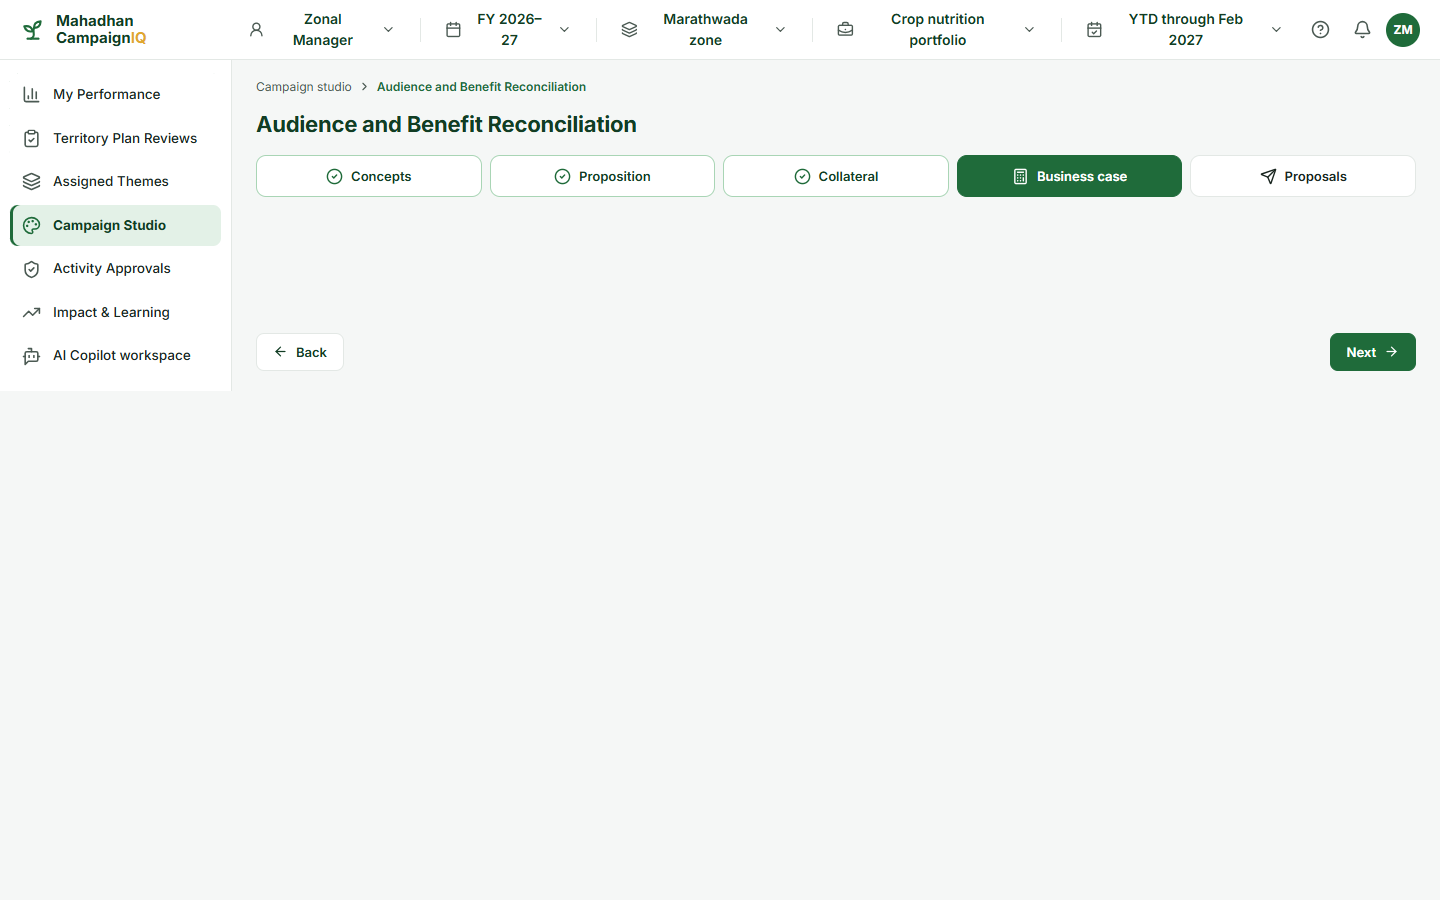 Mahadhan
CampaignIQ
Zonal
Manager
FY 2026–
27
Marathwada
zone
Crop nutrition
portfolio
YTD through Feb
2027
ZM
My Performance
Territory Plan Reviews
Assigned Themes
Campaign Studio
Activity Approvals
Impact & Learning
AI Copilot workspace
Campaign studio > Audience and Benefit Reconciliation
Audience and Benefit Reconciliation
Concepts
Proposition
Collateral
Business case
Proposals
Back
Next